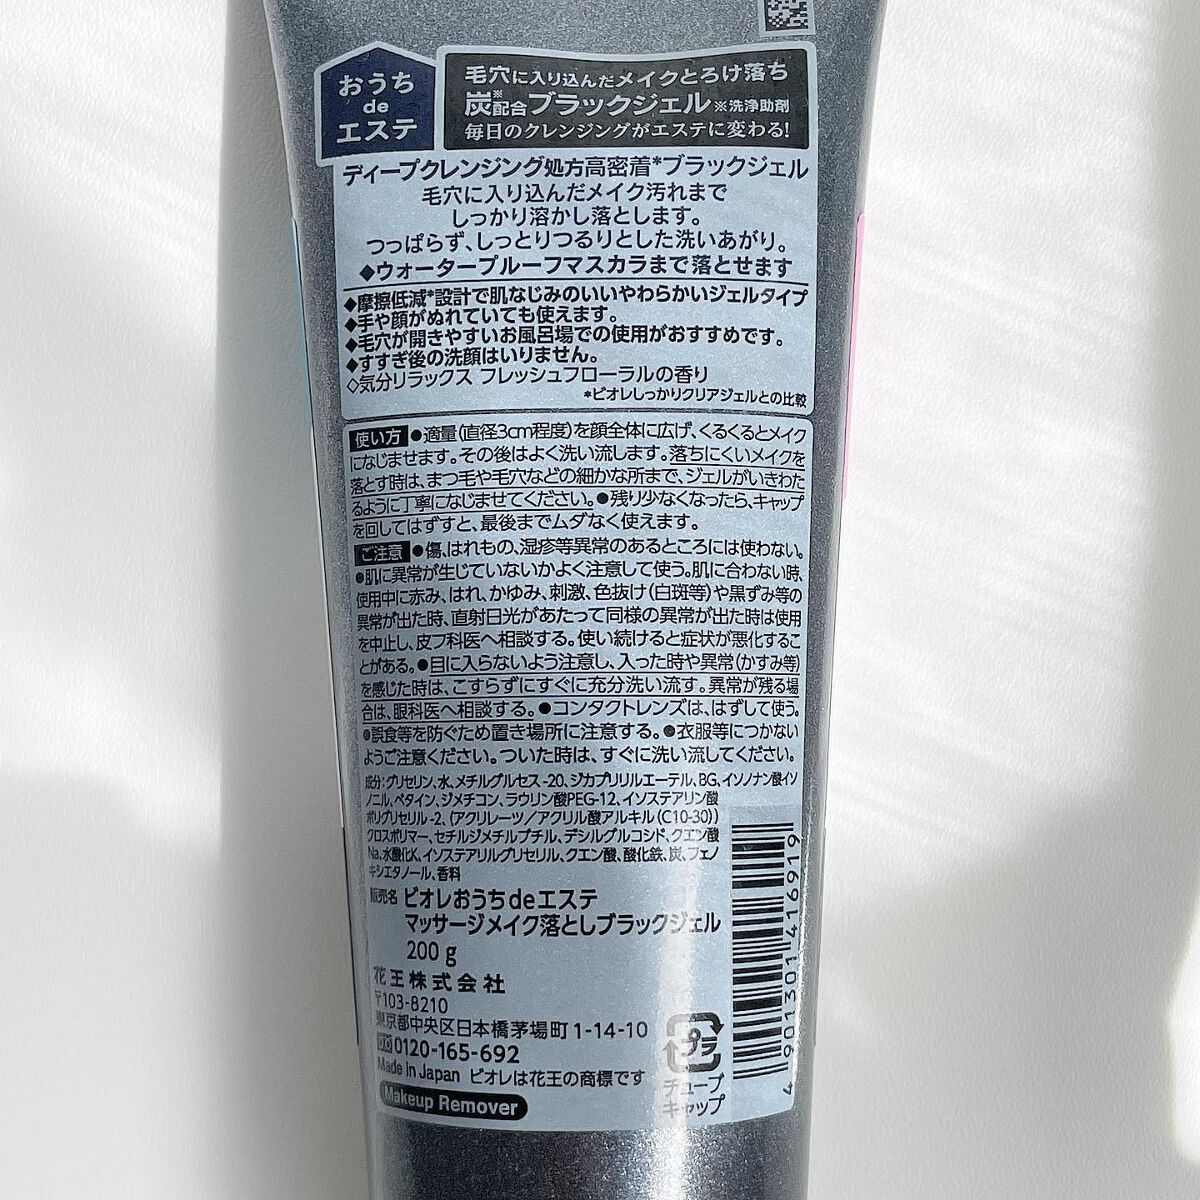 おうち
de
エステ
毛穴に入り込んだメイクとろけ落ち
炭※配合ブラックジェル ※洗浄助剤
毎日のクレンジングがエステに変わる!
ディープクレンジング処方高密着*ブラックジェル
毛穴に入り込んだメイク汚れまで
しっかり溶かし落とします。
つっぱらず、しっとりつるりとした洗いあがり。
◆ウォータープルーフマスカラまで落とせます
◆摩擦低減*設計で肌なじみのいいやわらかいジェルタイプ
◆手や顔がぬれていても使えます。
◆毛穴が開きやすいお風呂場での使用がおすすめです。
◆すすぎ後の洗顔はいりません。
◇気分リラックス フレッシュフローラルの香り
*ビオレしっかりクリアジェルとの比較
使い方 ●適量(直径3cm程度)を顔全体に広げ、くるくるとメイク
になじませます。その後はよく洗い流します。落ちにくいメイクを
落とす時は、まつ毛や毛穴などの細かな所まで、ジェルがいきわた
るように丁寧になじませてください。●残り少なくなったら、キャップ
を回してはずすと、最後までムダなく使えます。
ご注意 ●傷、はれもの、湿疹等異常のあるところには使わない。
●肌に異常が生じていないかよく注意して使う。肌に合わない時、
使用中に赤み、はれ、かゆみ、刺激、色抜け(白斑等)や黒ずみ等の
異常が出た時、直射日光があたって同様の異常が出た時は使用
を中止し、皮フ科医へ相談する。使い続けると症状が悪化するこ
とがある。●目に入らないよう注意し、入った時や異常(かすみ等)
を感じた時は、こすらずにすぐに充分洗い流す。異常が残る場
合は、眼科医へ相談する。●コンタクトレンズは、はずして使う。
●誤食等を防ぐため置き場所に注意する。●衣服等につかない
ようご注意ください。ついた時は、すぐに洗い流してください。
成分:グリセリン、水、メチルグルセス-20、ジカプリリルエーテル、BG、イソノナン酸イソ
ノニル、ベタイン、ジメチコン、ラウリン酸PEG-12、イソステアリン酸
ポリグリセリル-2、(アクリレーツ/アクリル酸アルキル(C10-30))
クロスポリマー、セチルジメチルブチル、デシルグルコシド、クエン酸
Na、水酸化K、イソステアリルグリセリル、クエン酸、酸化鉄、炭、フェノ
キシエタノール、香料
販売名 ビオレおうちdeエステ
マッサージメイク落としブラックジェル
200 g
花王株式会社
〒103-8210
東京都中央区日本橋茅場町1-14-10
0120-165-692
Made In Japan ビオレは花王の商標です
Makeup Remover
プラ
チューブ
キャップ
4 901301 416919